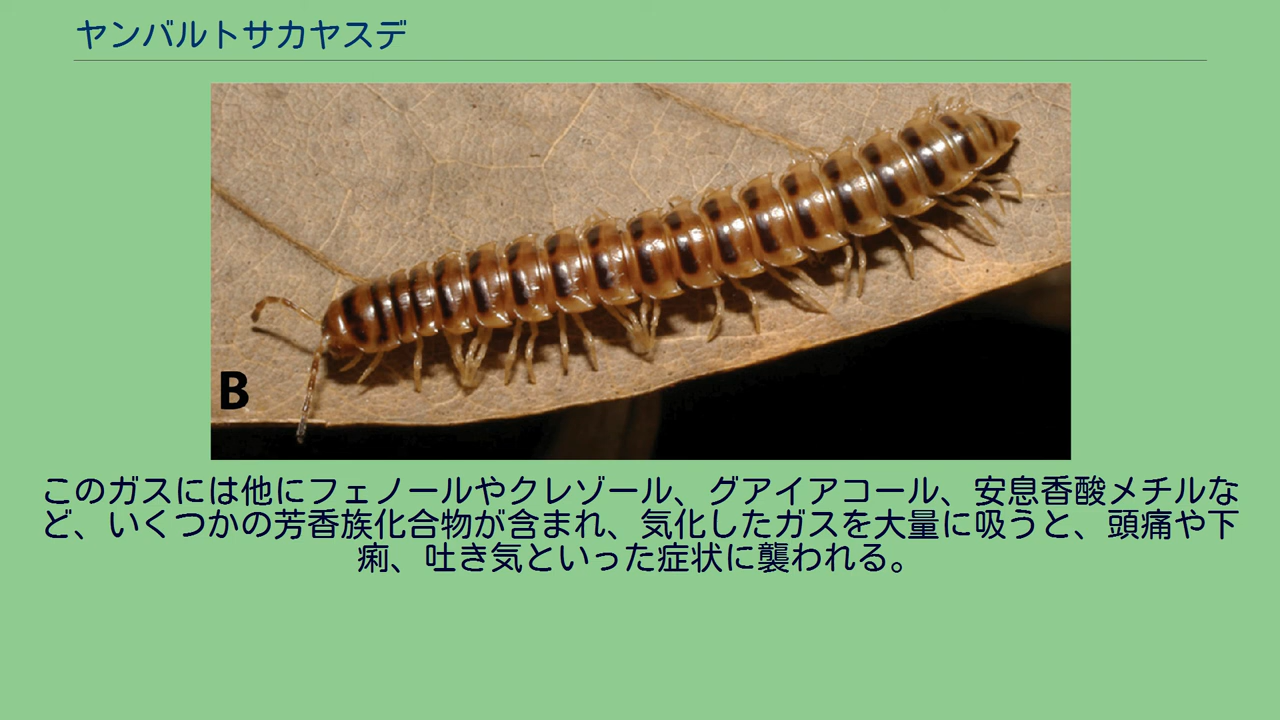 ヤンバルトサカヤスデ
B
このガスには他にフェノールやクレゾール、グアイアコール、安息香酸メチルな
ど、いくつかの芳香族化合物が含まれ、気化したガスを大量に吸うと、頭痛や下
痢、吐き気といった症状に襲われる。